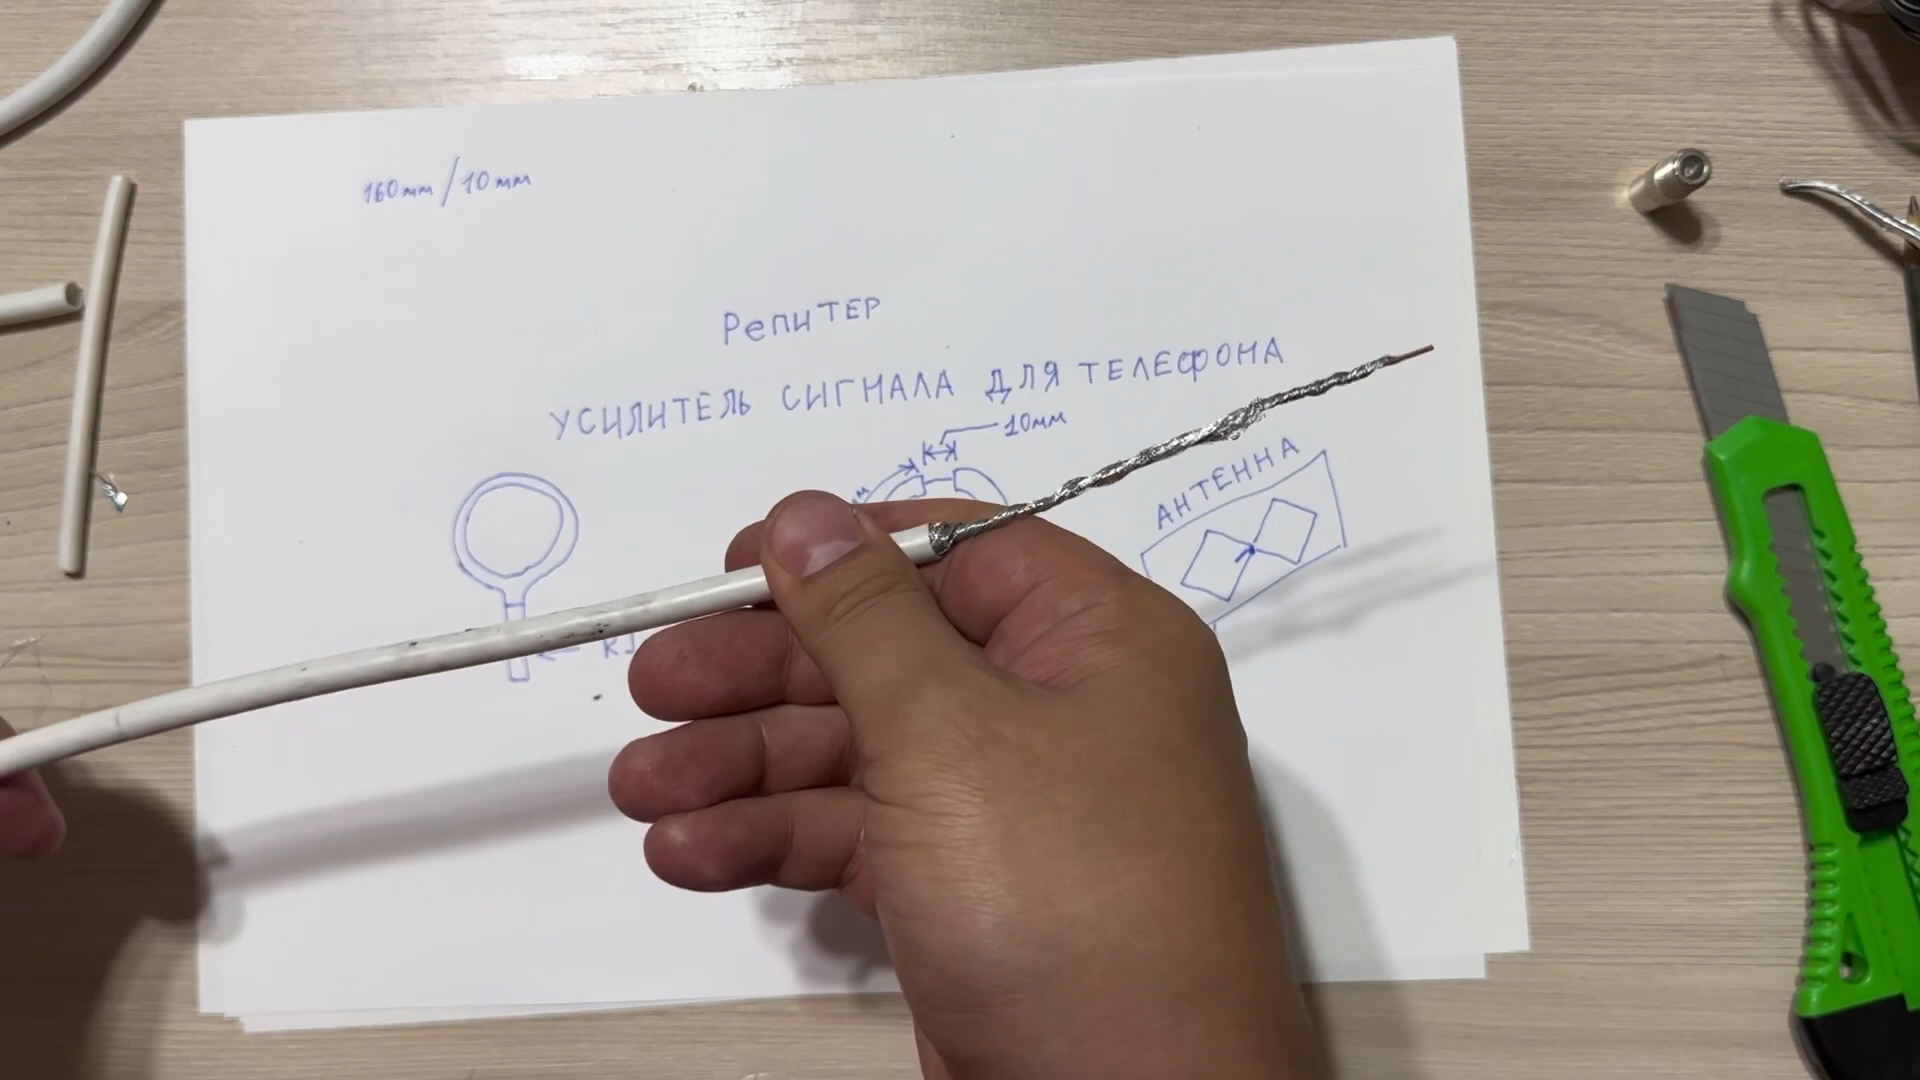 160мм/10мм
Репитер
УСИЛИТЕЛЬ СИГНАЛА ДЛЯ ТЕЛЕФОНА
10мм
АНТЕННА